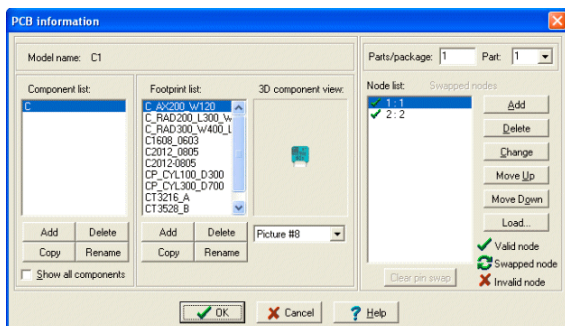 PCB information
Model name: C1
Component list:
C
Add
Delete
Copy
Rename
Show all components
Footprint list:
C_AX200_W120
C_RAD200_L300_W
C_RAD300_W400_L
C1608_0603
C2012_0805
C2012-0805
CP_CYL100_D300
CP_CYL300_D700
CT3216_A
CT3528_B
Add
Delete
Copy
Rename
3D component view:
Picture #8
Parts/package: 1
Part: 1
Node list:
Swapped nodes
1 : 1
2 : 2
Add
Delete
Change
Move Up
Move Down
Load...
Valid node
Swapped node
Invalid node
Clear pin swap
OK
Cancel
Help